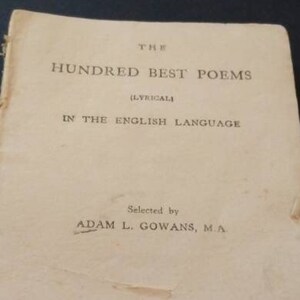 THE
HUNDRED BEST POEMS
(LYRICAL)
IN THE ENGLISH LANGUAGE
Selected by
ADAM L. GOWANS, M.A.